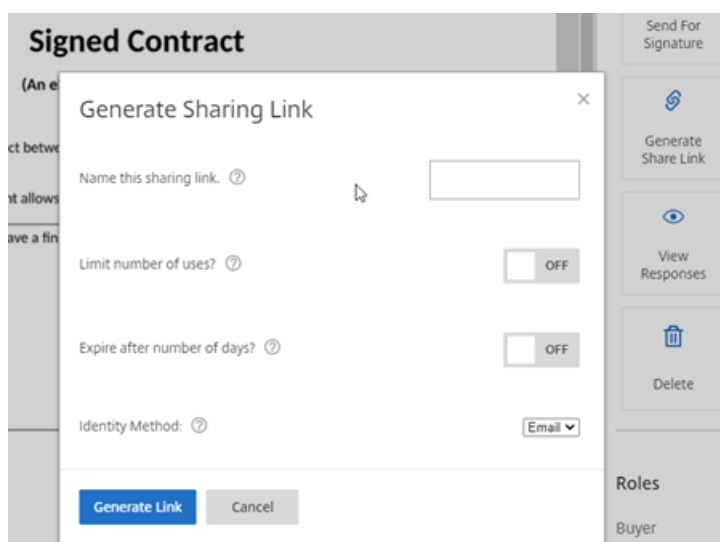 Signed Contract
(An e
ct betwe
nt allows
ave a fin
Generate Sharing Link
Name this sharing link.
Limit number of uses?
OFF
Expire after number of days?
OFF
Identity Method:
Email
Generate Link
Cancel
Send For
Signature
Generate
Share Link
View
Responses
Delete
Roles
Buyer